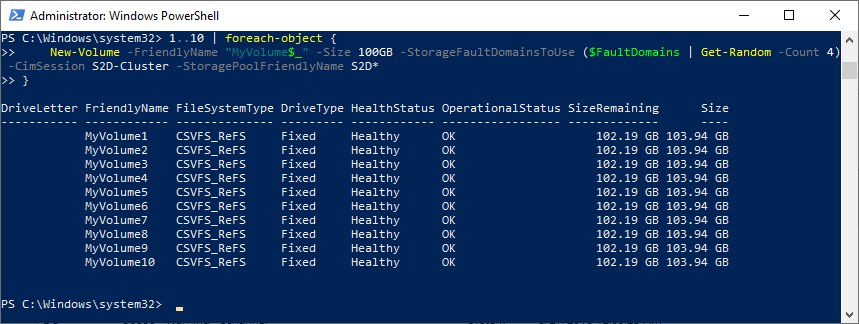 Administrator: Windows PowerShell
PS C:\Windows\system32> 1..10 | foreach-object {
>>     New-Volume -FriendlyName "MyVolume$_" -Size 100GB -StorageFaultDomainsToUse ($FaultDomains | Get-Random -Count 4)
 -CimSession S2D-Cluster -StoragePoolFriendlyName S2D*
>> }
DriveLetter FriendlyName FileSystemType DriveType HealthStatus OperationalStatus SizeRemaining      Size
----------- ------------ -------------- --------- ------------ ----------------- -------------      ----
            MyVolume1    CSVFS_ReFS     Fixed     Healthy      OK                    102.19 GB 103.94 GB
            MyVolume2    CSVFS_ReFS     Fixed     Healthy      OK                    102.19 GB 103.94 GB
            MyVolume3    CSVFS_ReFS     Fixed     Healthy      OK                    102.19 GB 103.94 GB
            MyVolume4    CSVFS_ReFS     Fixed     Healthy      OK                    102.19 GB 103.94 GB
            MyVolume5    CSVFS_ReFS     Fixed     Healthy      OK                    102.19 GB 103.94 GB
            MyVolume6    CSVFS_ReFS     Fixed     Healthy      OK                    102.19 GB 103.94 GB
            MyVolume7    CSVFS_ReFS     Fixed     Healthy      OK                    102.19 GB 103.94 GB
            MyVolume8    CSVFS_ReFS     Fixed     Healthy      OK                    102.19 GB 103.94 GB
            MyVolume9    CSVFS_ReFS     Fixed     Healthy      OK                    102.19 GB 103.94 GB
            MyVolume10   CSVFS_ReFS     Fixed     Healthy      OK                    102.19 GB 103.94 GB
PS C:\Windows\system32>